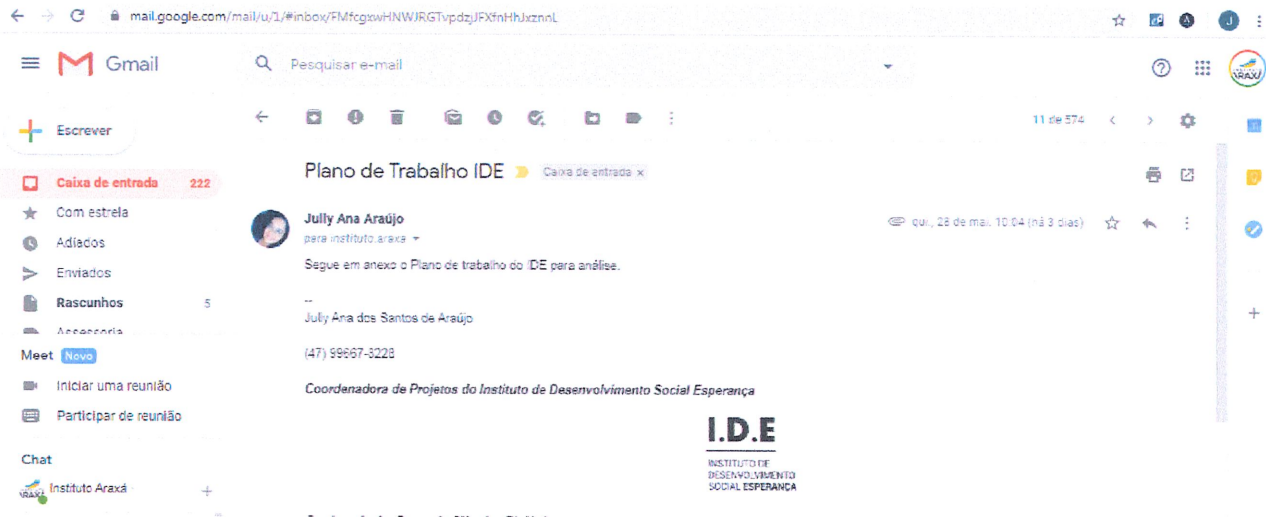 mail.google.com/mail/u/1/#inbox/
Gmail
Pesquisar e-mail
Escrever
11 de 574
Plano de Trabalho IDE
Caixa de entrada x
Caixa de entrada 222
Com estrela
Adiados
Enviados
Rascunhos 5
Assessoria
Jully Ana Araújo
qui., 28 de mai. 10:04 (há 3 dias)
para instituto.araxa
Segue em anexo o Plano de trabalho do IDE para análise.
--
Jully Ana dos Santos de Araújo
(47)
Coordenadora de Projetos do Instituto de Desenvolvimento Social Esperança
I.D.E
INSTITUTO DE
DESENVOLVIMENTO
SOCIAL ESPERANÇA
Meet Novo
Iniciar uma reunião
Participar de reunião
Chat
Instituto Araxá